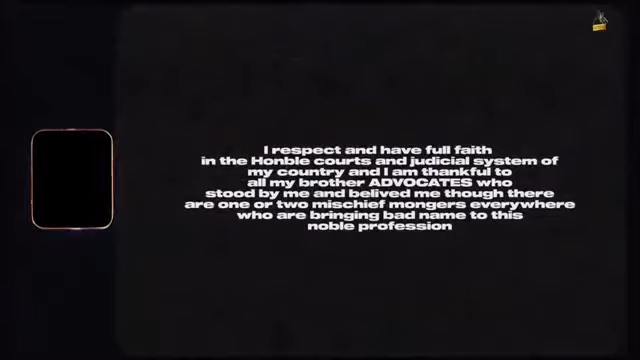 I respect and have full faith
in the Honble courts and judicial system of
my country and I am thankful to
all my brother ADVOCATES who
stood by me and belived me though there
are one or two mischief mongers everywhere
who are bringing bad name to this
noble profession